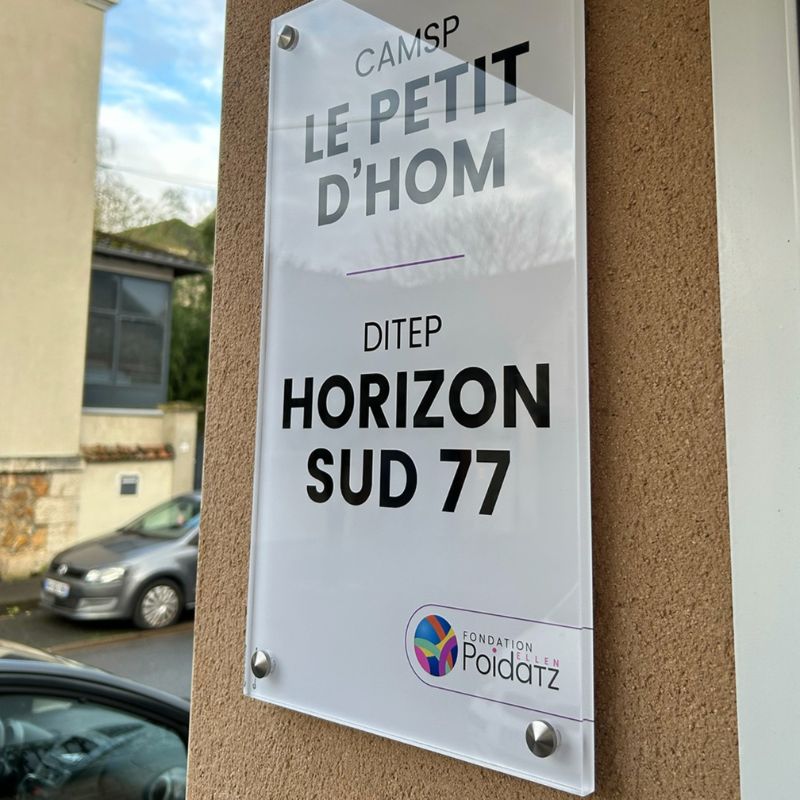 CAMSP
LE PETIT
D'HOM
DITEP
HORIZON
SUD 77
FONDATION
ELLEN
Poidatz